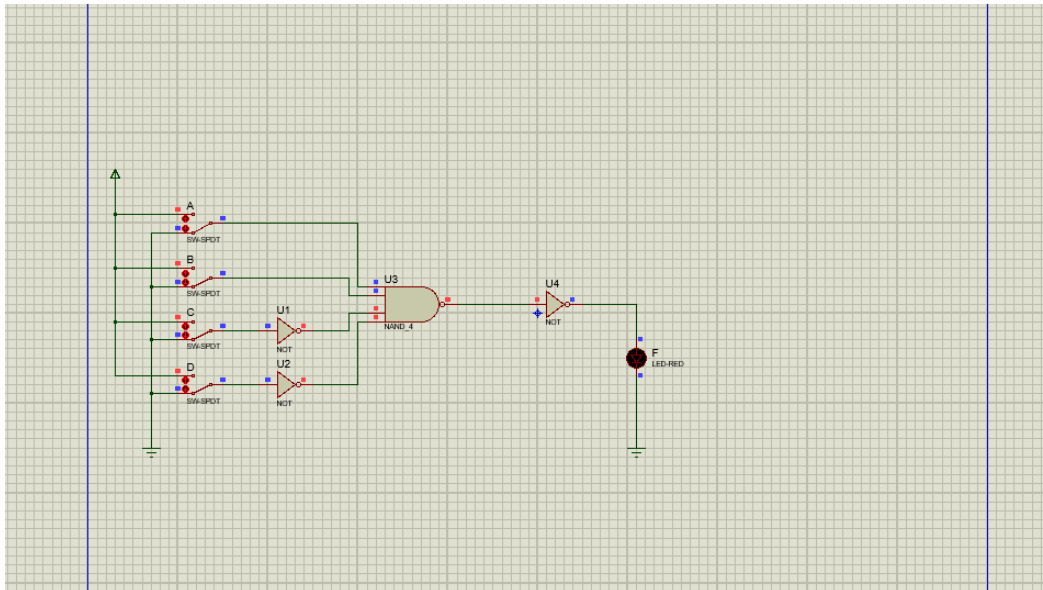 A
SW-SPDT
B
SW-SPDT
U3
U4
C
U1
NAND_4
NOT
SW-SPDT
NOT
F
LED-RED
D
U2
SW-SPDT
NOT